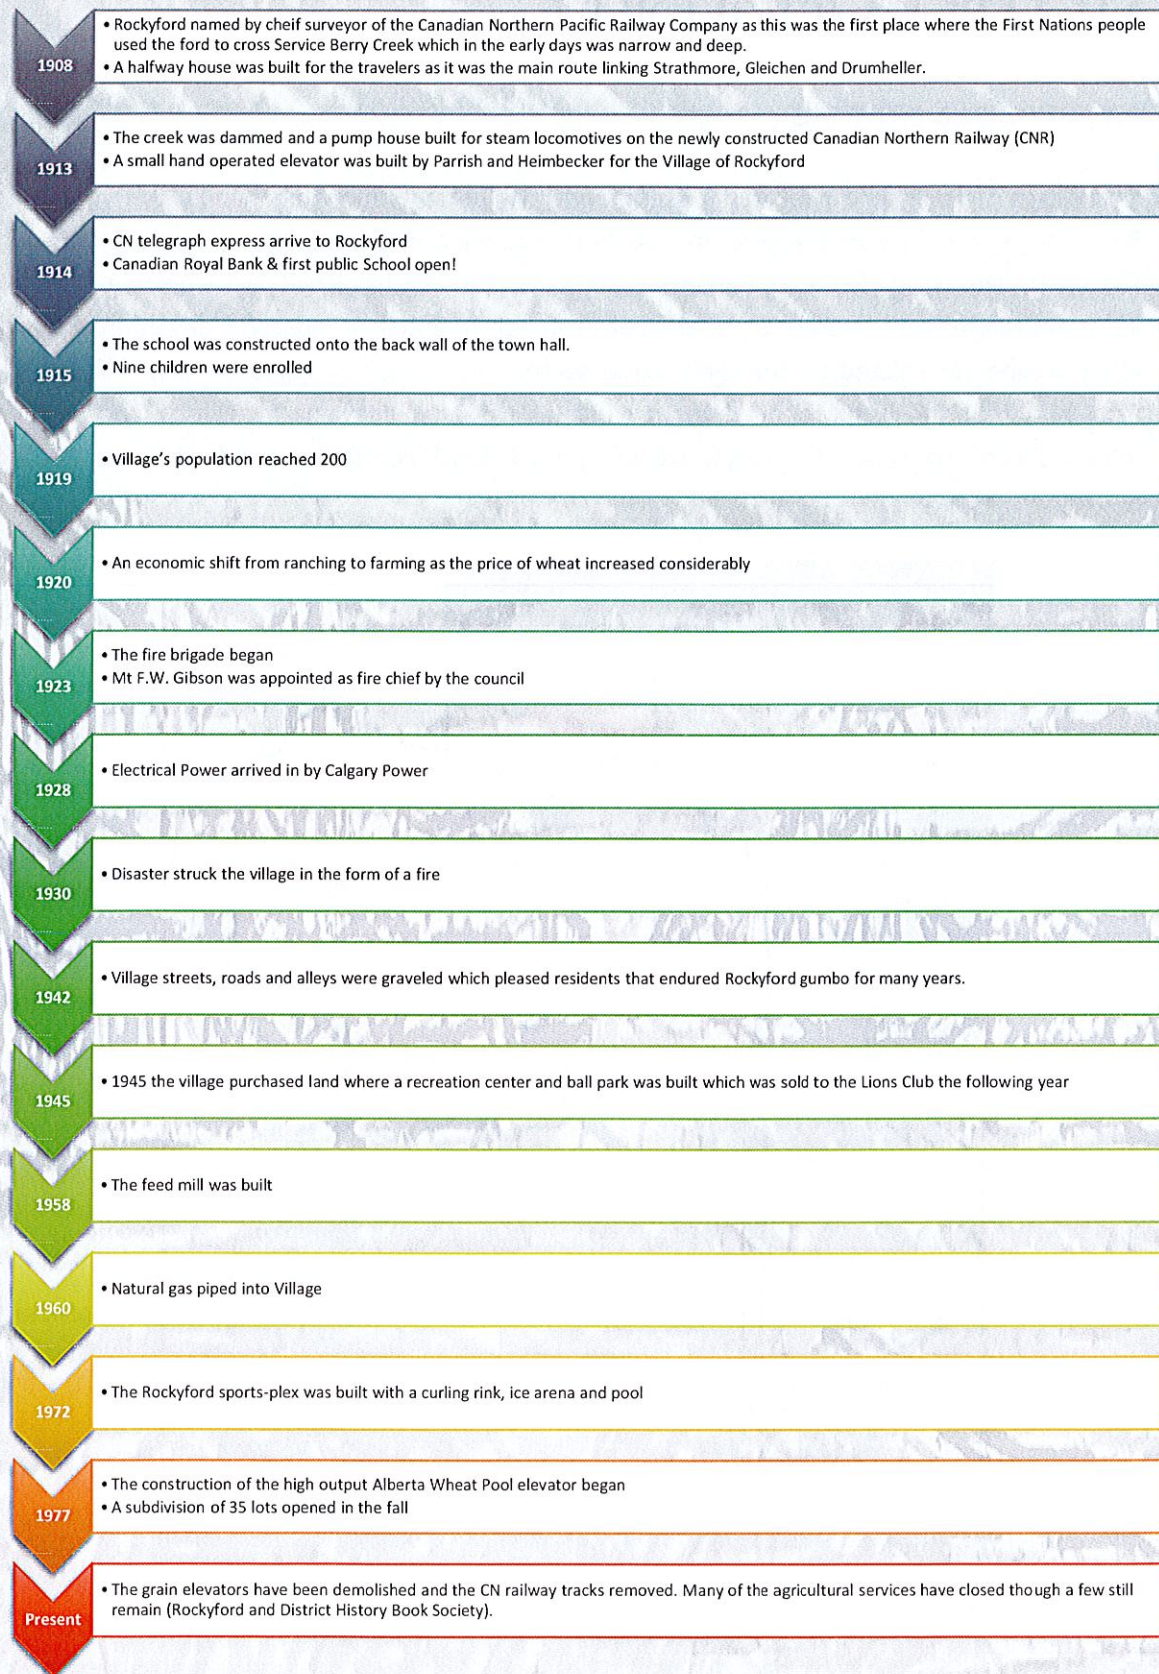 • Rockyford named by cheif surveyor of the Canadian Northern Pacific Railway Company as this was the first place where the First Nations people
used the ford to cross Service Berry Creek which in the early days was narrow and deep.
1908
• A halfway house was built for the travelers as it was the main route linking Strathmore, Gleichen and Drumheller.
• The creek was dammed and a pump house built for steam locomotives on the newly constructed Canadian Northern Railway (CNR)
1913
• A small hand operated elevator was built by Parrish and Heimbecker for the Village of Rockyford
• CN telegraph express arrive to Rockyford
1914
• Canadian Royal Bank & first public School open!
• The school was constructed onto the back wall of the town hall.
1915
• Nine children were enrolled
1919
• Village's population reached 200
1920
• An economic shift from ranching to farming as the price of wheat increased considerably
• The fire brigade began
1923
• Mt F.W. Gibson was appointed as fire chief by the council
1928
• Electrical Power arrived in by Calgary Power
1930
• Disaster struck the village in the form of a fire
1942
• Village streets, roads and alleys were graveled which pleased residents that endured Rockyford gumbo for many years.
1945
• 1945 the village purchased land where a recreation center and ball park was built which was sold to the Lions Club the following year
1958
• The feed mill was built
1960
• Natural gas piped into Village
1972
• The Rockyford sports-plex was built with a curling rink, ice arena and pool
• The construction of the high output Alberta Wheat Pool elevator began
1977
• A subdivision of 35 lots opened in the fall
• The grain elevators have been demolished and the CN railway tracks removed. Many of the agricultural services have closed though a few still
Present
remain (Rockyford and District History Book Society).